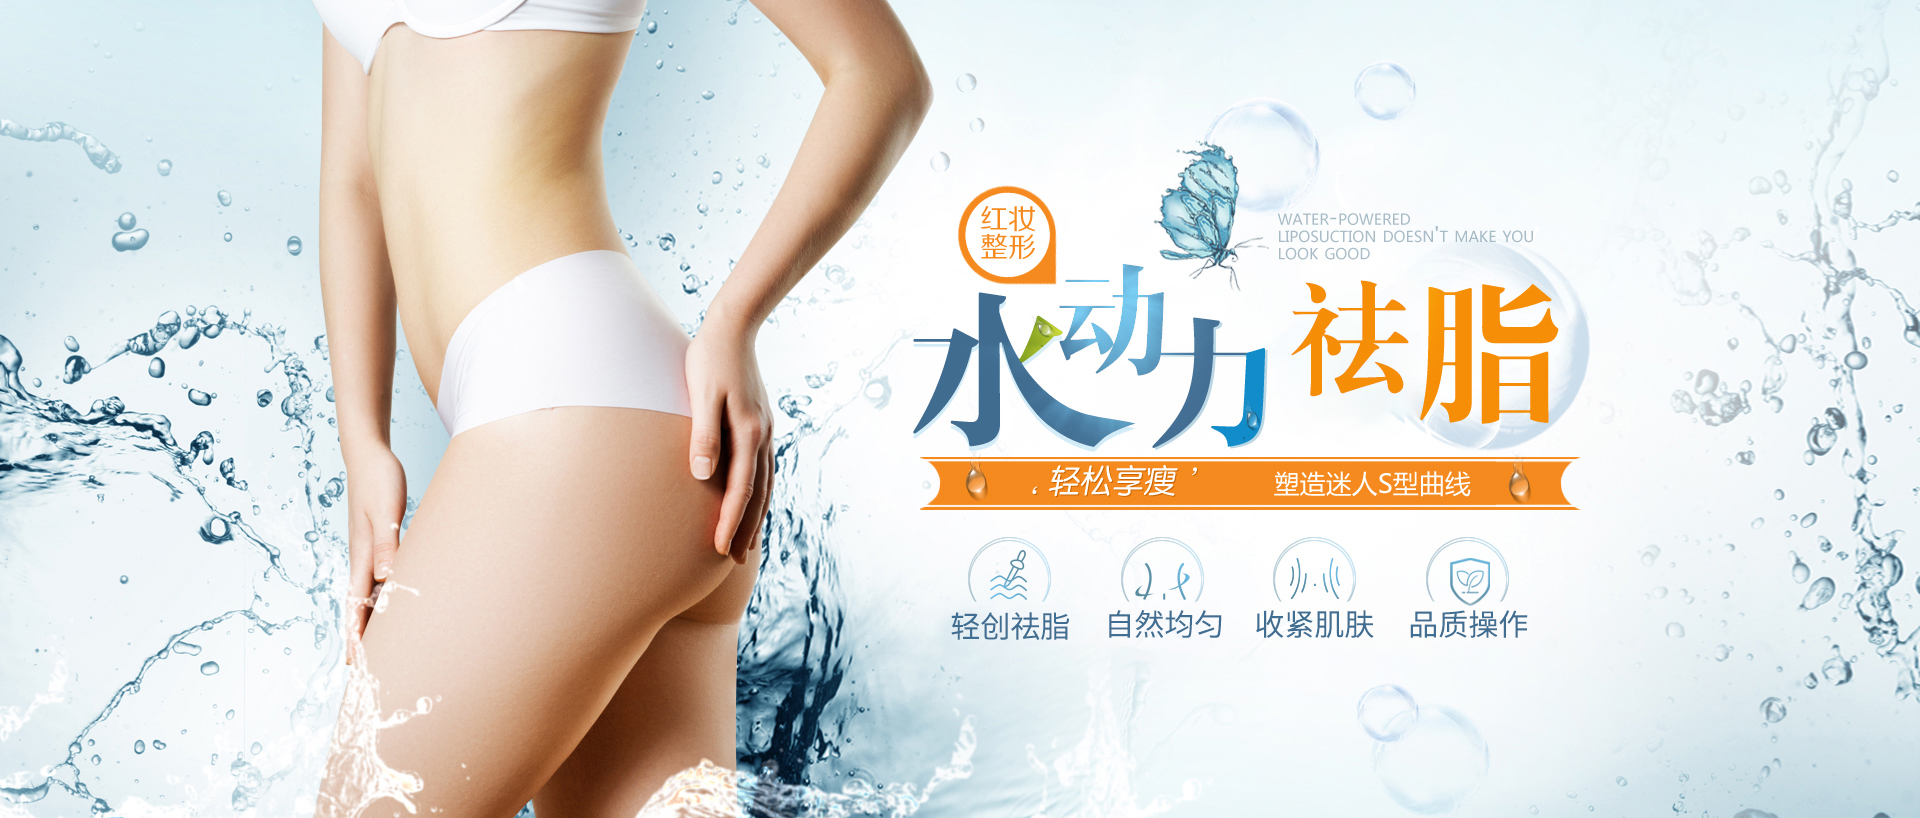 红妆
整形
WATER-POWERED
LIPOSUCTION DOESN'T MAKE YOU
LOOK GOOD
水动力祛脂
‘轻松享瘦’ 塑造迷人S型曲线
轻创祛脂 自然均匀 收紧肌肤 品质操作